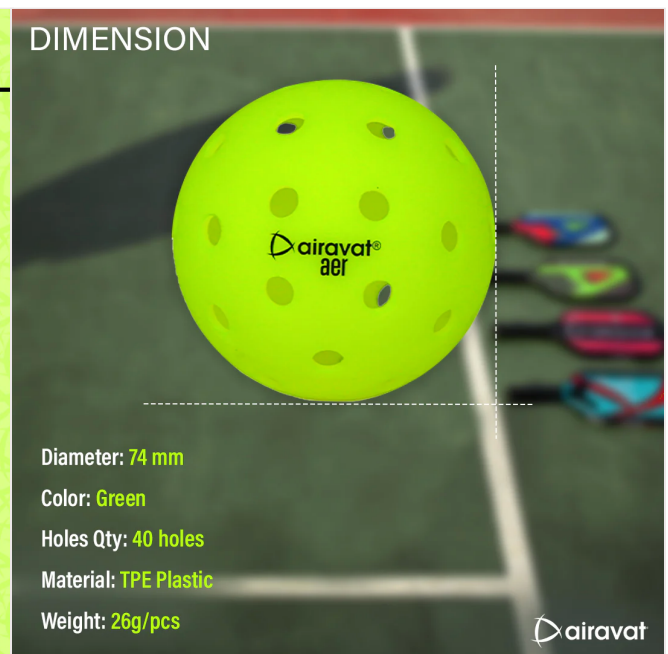 DIMENSION
airavat®
aer
Diameter: 74 mm
Color: Green
Holes Qty: 40 holes
Material: TPE Plastic
Weight: 26g/pcs
airavat